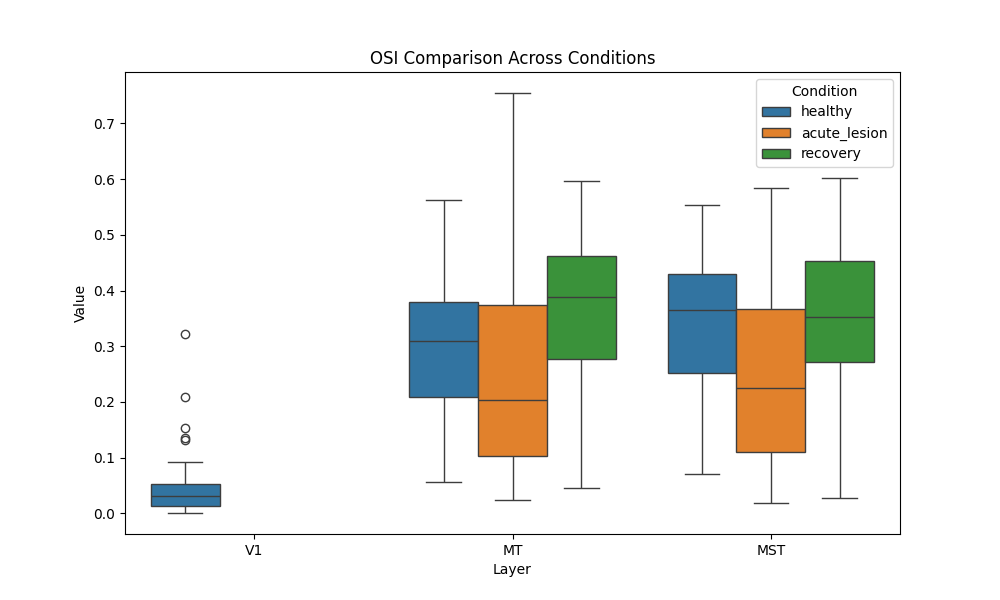 OSI Comparison Across Conditions
Condition
healthy
acute_lesion
recovery
Value
0.7
0.6
0.5
0.4
0.3
0.2
0.1
0.0
V1 MT MST
Layer